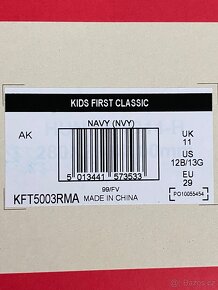 KIDS FIRST CLASSIC
AK
NAVY (NVY)
5 013441 573533
99/FV
KFT5003RMA MADE IN CHINA
UK
11
US
12B/13G
EU
29
PO10055454